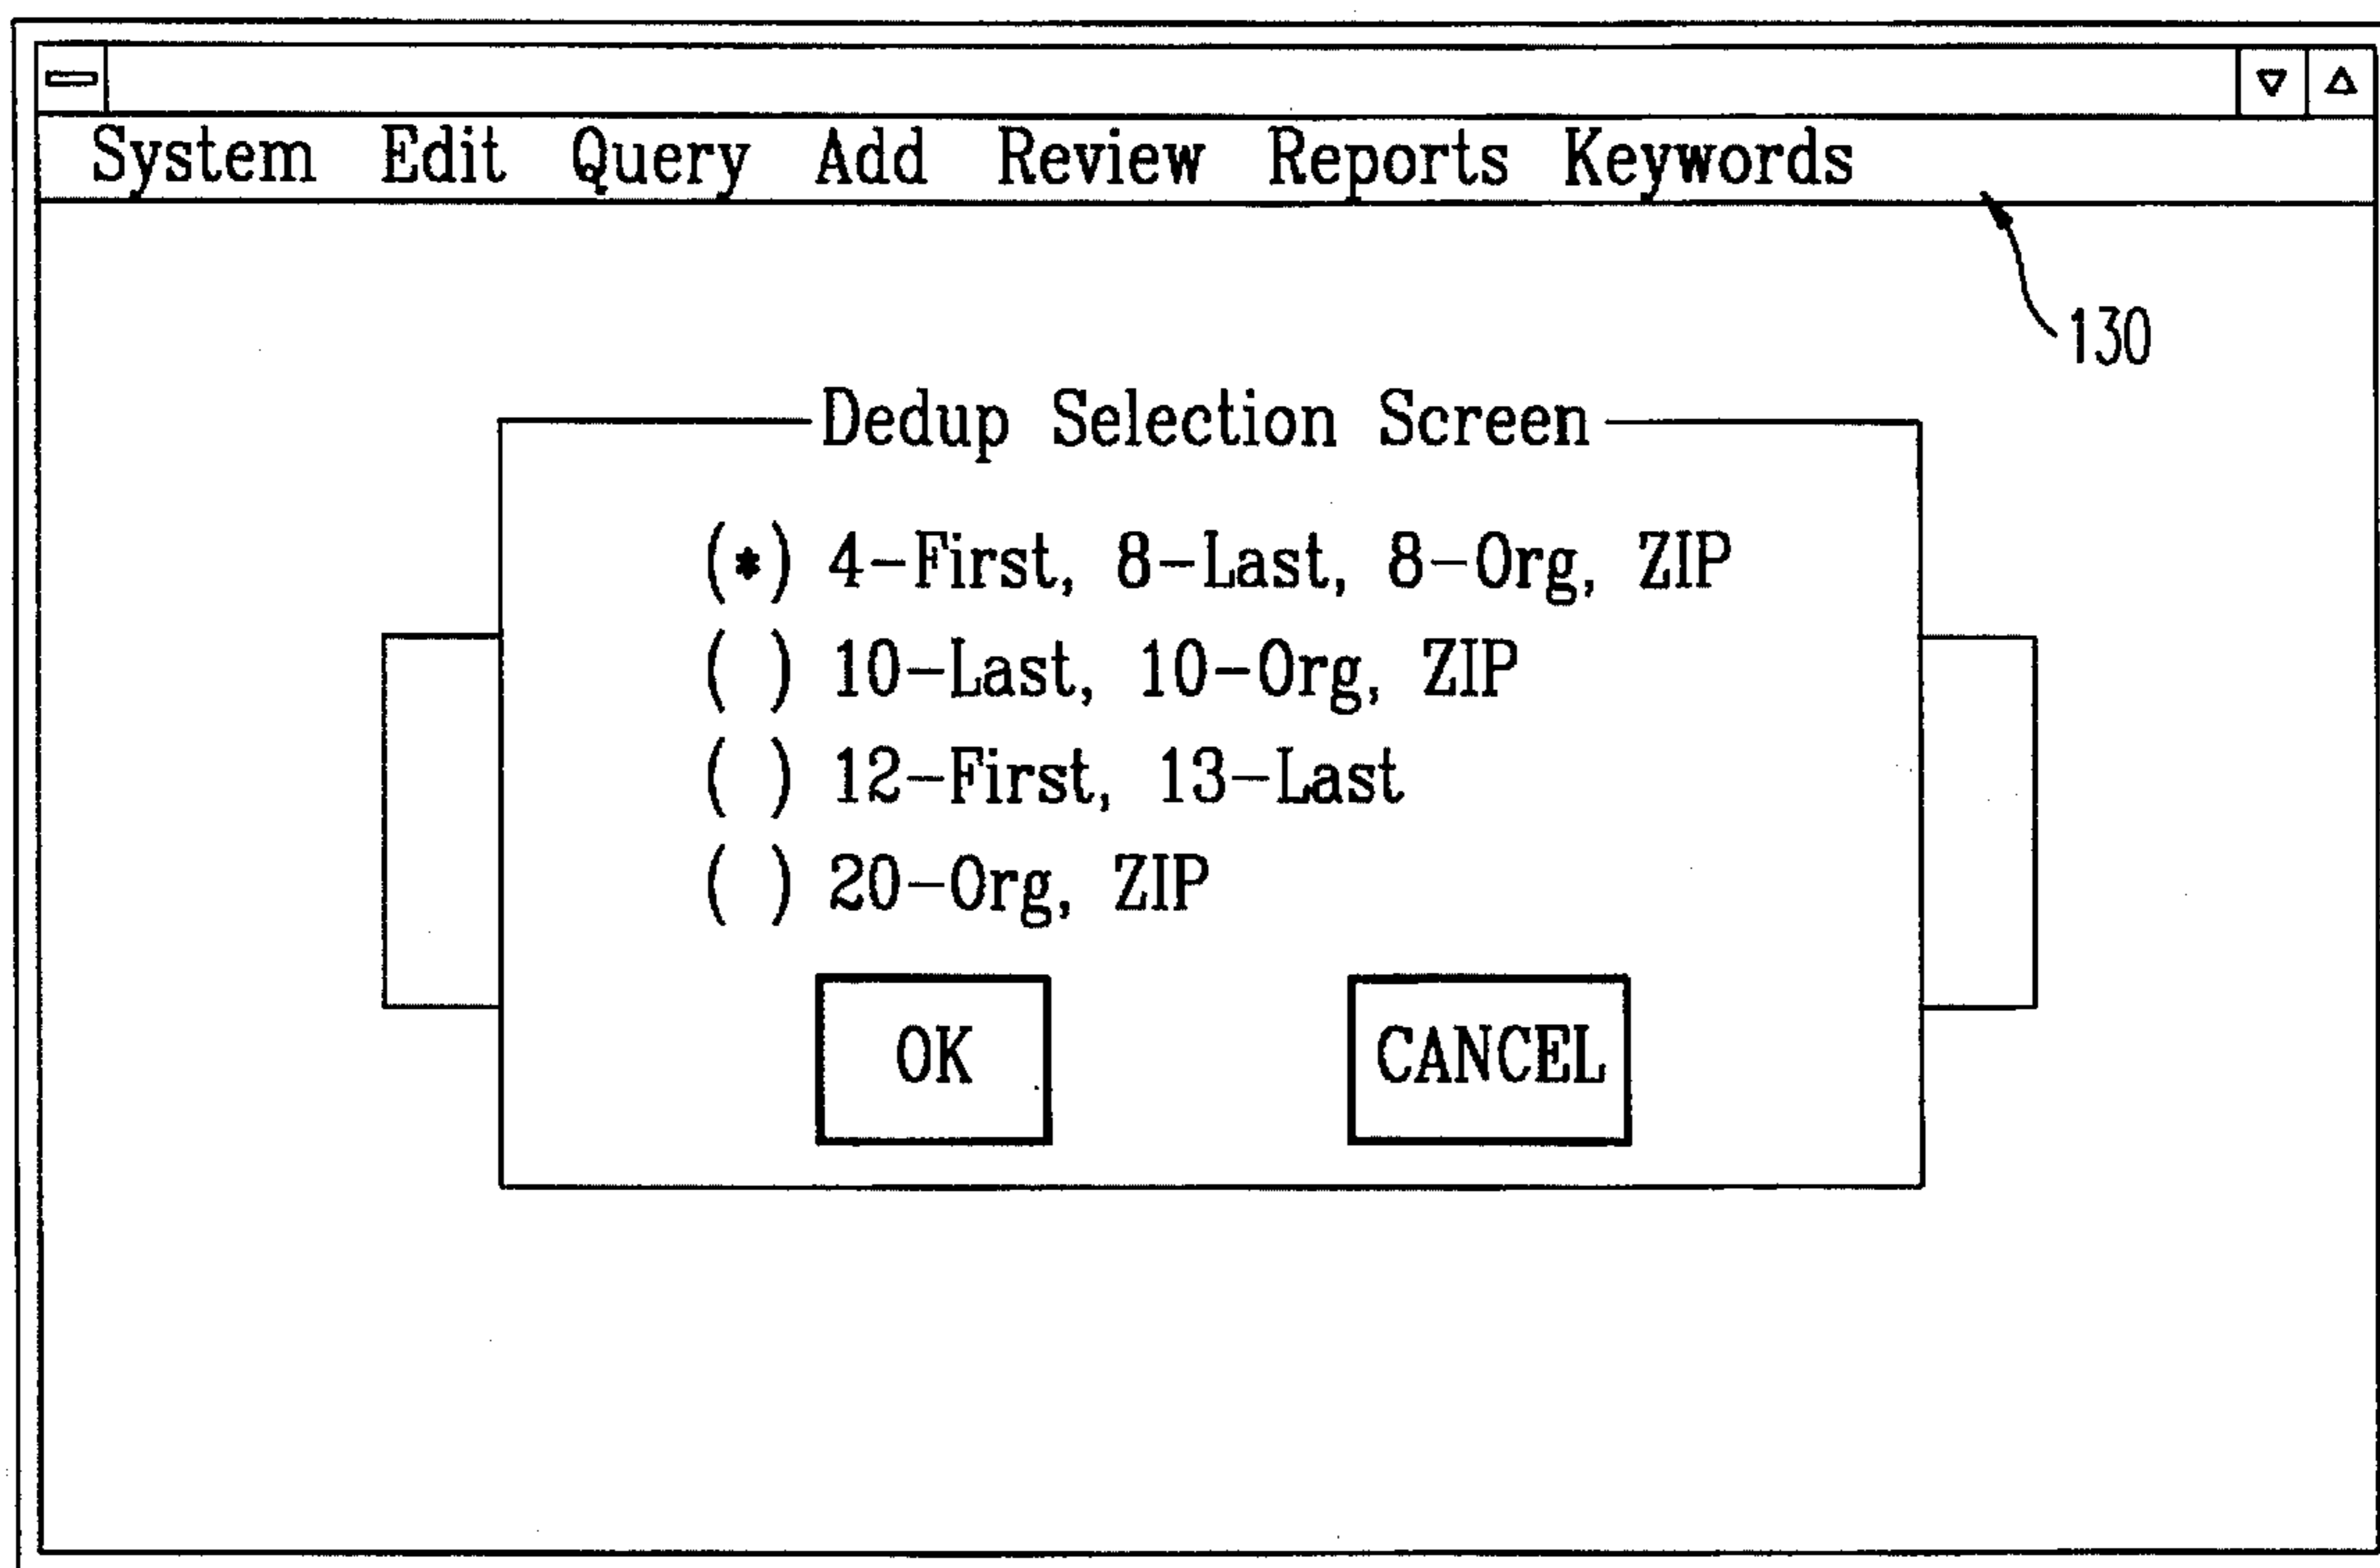 System Edit Query Add Review Reports Keywords
130
Dedup Selection Screen
(*) 4-First, 8-Last, 8-Org, ZIP
( ) 10-Last, 10-Org, ZIP
( ) 12-First, 13-Last
( ) 20-Org, ZIP
OK CANCEL